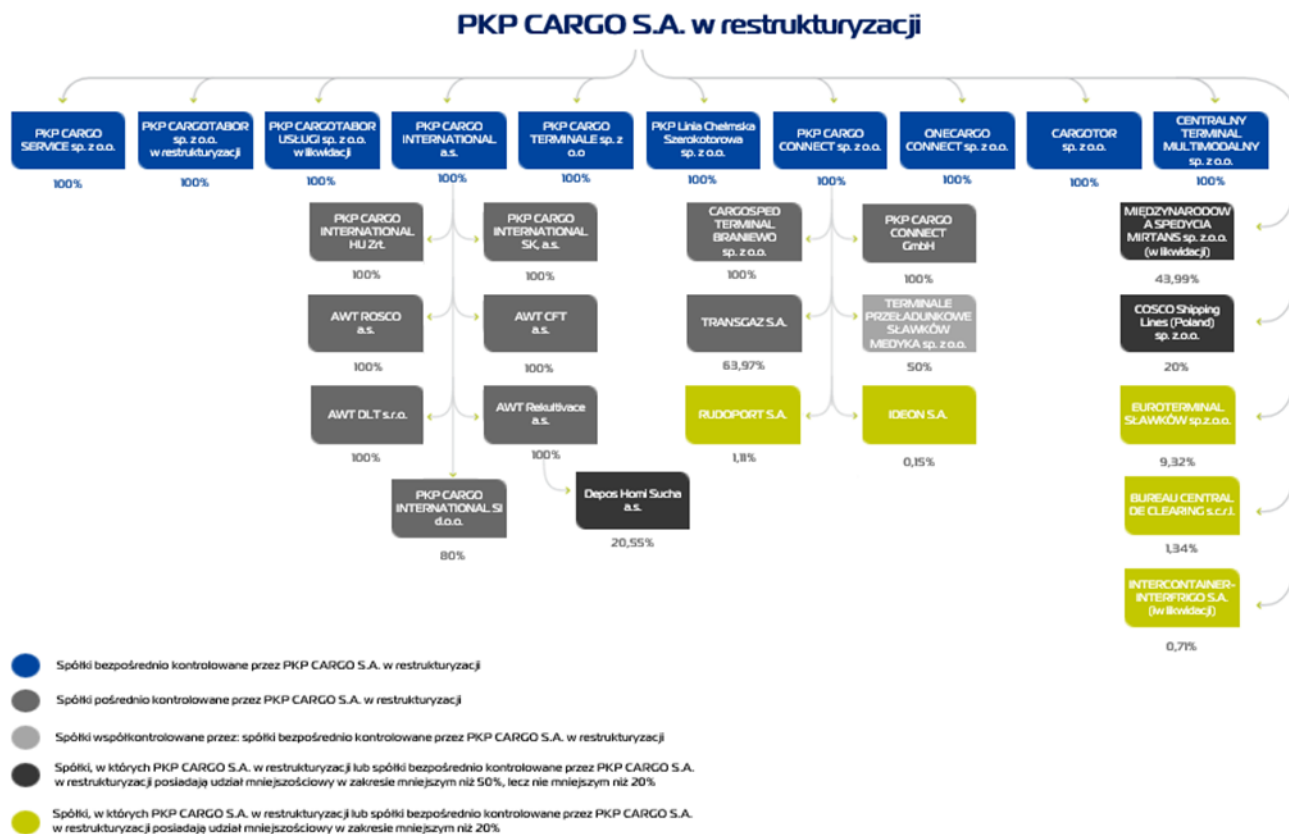 PKP CARGO S.A. w restrukturyzacji
PKP CARGO
SERVICE sp. z o.o.
100%
PKP CARGOTABOR
sp. z o.o.
w restrukturyzacji
100%
PKP CARGOTABOR
USŁUGI sp. z o.o.
w likwidacji
100%
PKP CARGO
INTERNATIONAL
a.s.
100%
PKP CARGO
TERMINALE sp. z
o.o
100%
PKP Linia Chełmska
Szerokotorowa
sp. z o.o.
100%
PKP CARGO
CONNECT sp. z o.o.
100%
ONECARGO
CONNECT sp. z o.o.
100%
CARGOTOR
sp. z o.o.
100%
CENTRALNY
TERMINAL
MULTIMODALNY
sp. z o.o.
100%
PKP CARGO
INTERNATIONAL
HU Zrt.
100%
PKP CARGO
INTERNATIONAL
SK, a.s.
100%
CARGOSPED
TERMINAL
BRANIEWO
sp. z o.o.
100%
PKP CARGO
CONNECT
GmbH
100%
MIĘDZYNARODOW
A SPEDYCJA
MIRTANS sp. z.o.o.
(w likwidacji)
43,99%
AWT ROSCO
a.s.
100%
AWT CFT
a.s.
100%
TRANSGAZ S.A.
63,97%
TERMINALE
PRZEŁADUNKOWE
SŁAWKÓW
MEDYKA sp. z o.o.
50%
COSCO Shipping
Lines (Poland)
sp. z.o.o.
20%
AWT DLT s.r.o.
100%
AWT Rekultivace
a.s.
100%
RUDOPORT S.A.
1,11%
IDEON S.A.
0,15%
EUROTERMINAL
SŁAWKÓW sp.z.o.o.
9,32%
PKP CARGO
INTERNATIONAL SI
d.o.o.
80%
Depos Horni Sucha
a.s.
20,55%
BUREAU CENTRAL
DE CLEARING s.c.r.l.
1,34%
INTERCONTAINER-
INTERFRIGO S.A.
(iw likwidacji)
0,71%
Spółki bezpośrednio kontrolowane przez PKP CARGO S.A. w restrukturyzacji
Spółki pośrednio kontrolowane przez PKP CARGO S.A. w restrukturyzacji
Spółki współkontrolowane przez: spółki bezpośrednio kontrolowane przez PKP CARGO S.A. w restrukturyzacji
Spółki, w których PKP CARGO S.A. w restrukturyzacji lub spółki bezpośrednio kontrolowane przez PKP CARGO S.A.
w restrukturyzacji posiadają udział mniejszościowy w zakresie mniejszym niż 50%, lecz nie mniejszym niż 20%
Spółki, w których PKP CARGO S.A. w restrukturyzacji lub spółki bezpośrednio kontrolowane przez PKP CARGO S.A.
w restrukturyzacji posiadają udział mniejszościowy w zakresie mniejszym niż 20%